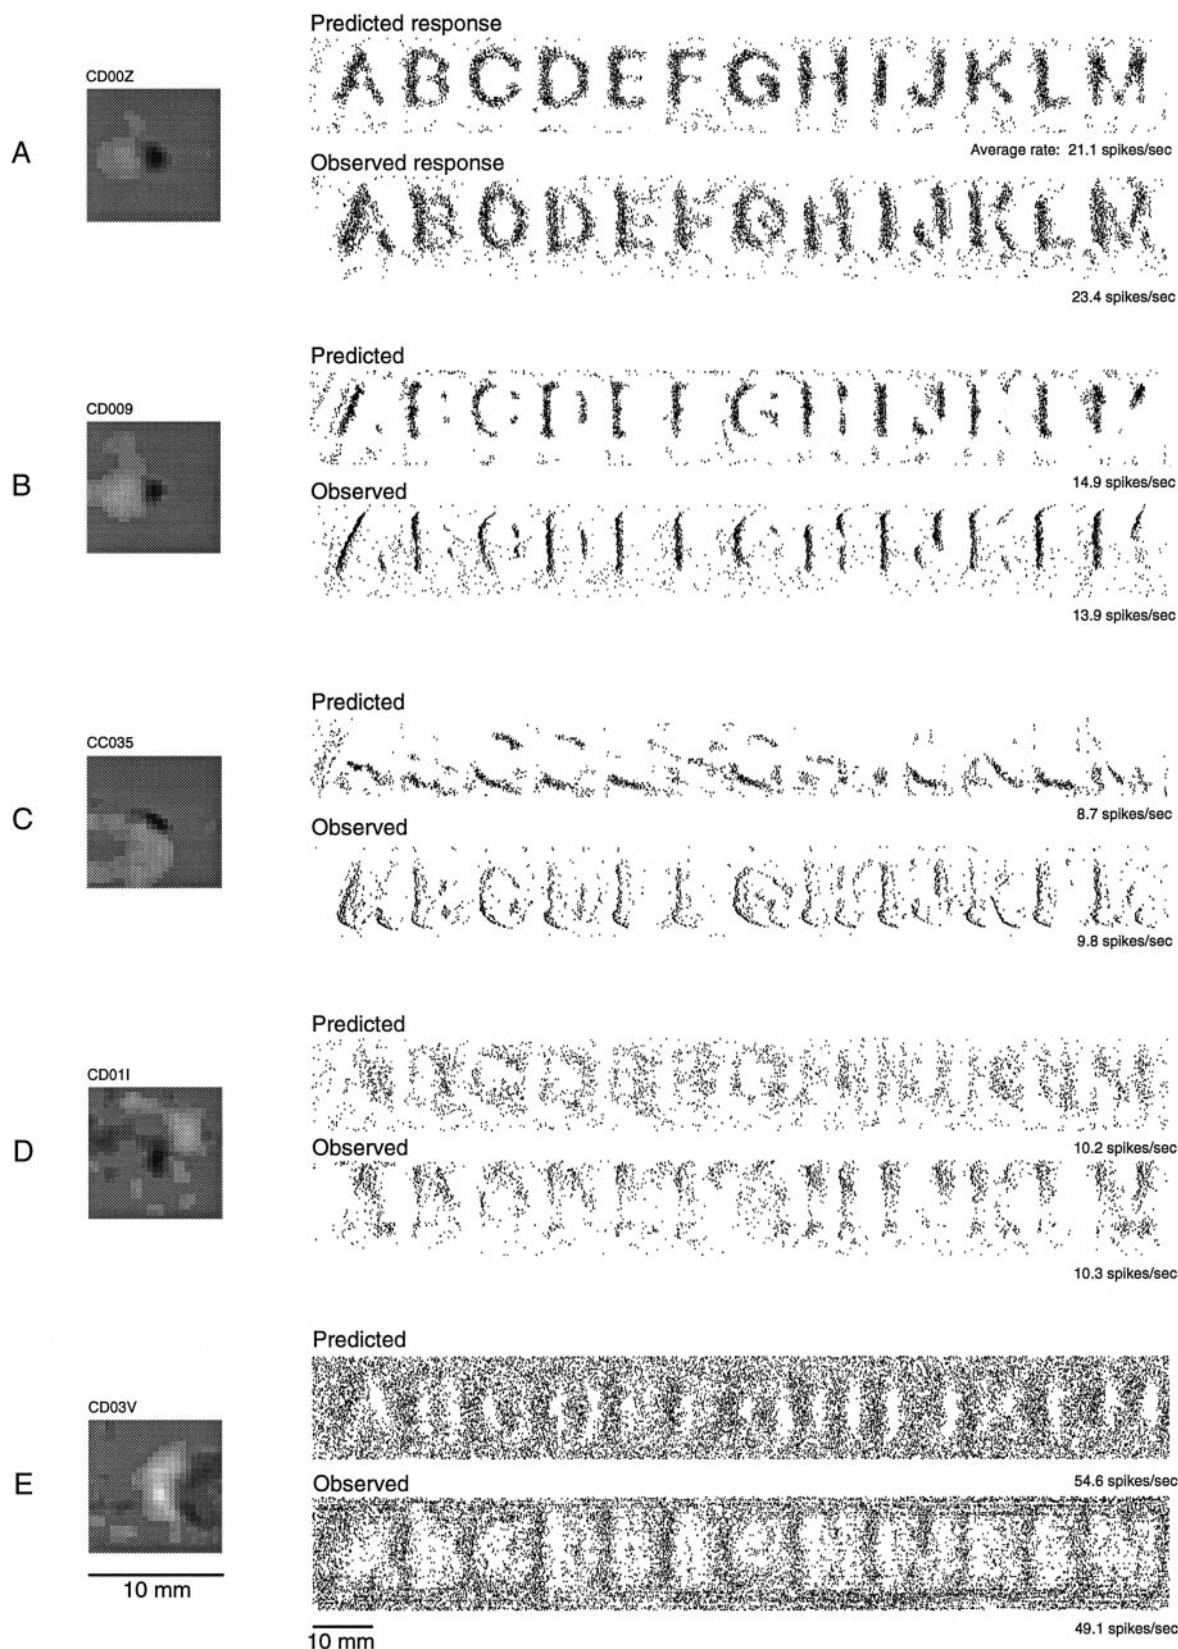 Predicted response
CD00Z
A
A B C D E F G H I J K L M
Average rate: 21.1 spikes/sec
Observed response
A B O D E F G H I J K L M
23.4 spikes/sec
Predicted
CD009
B
14.9 spikes/sec
Observed
13.9 spikes/sec
Predicted
CC035
C
8.7 spikes/sec
Observed
9.8 spikes/sec
Predicted
CD01I
D
10.2 spikes/sec
Observed
10.3 spikes/sec
Predicted
CD03V
E
54.6 spikes/sec
Observed
10 mm
49.1 spikes/sec
10 mm